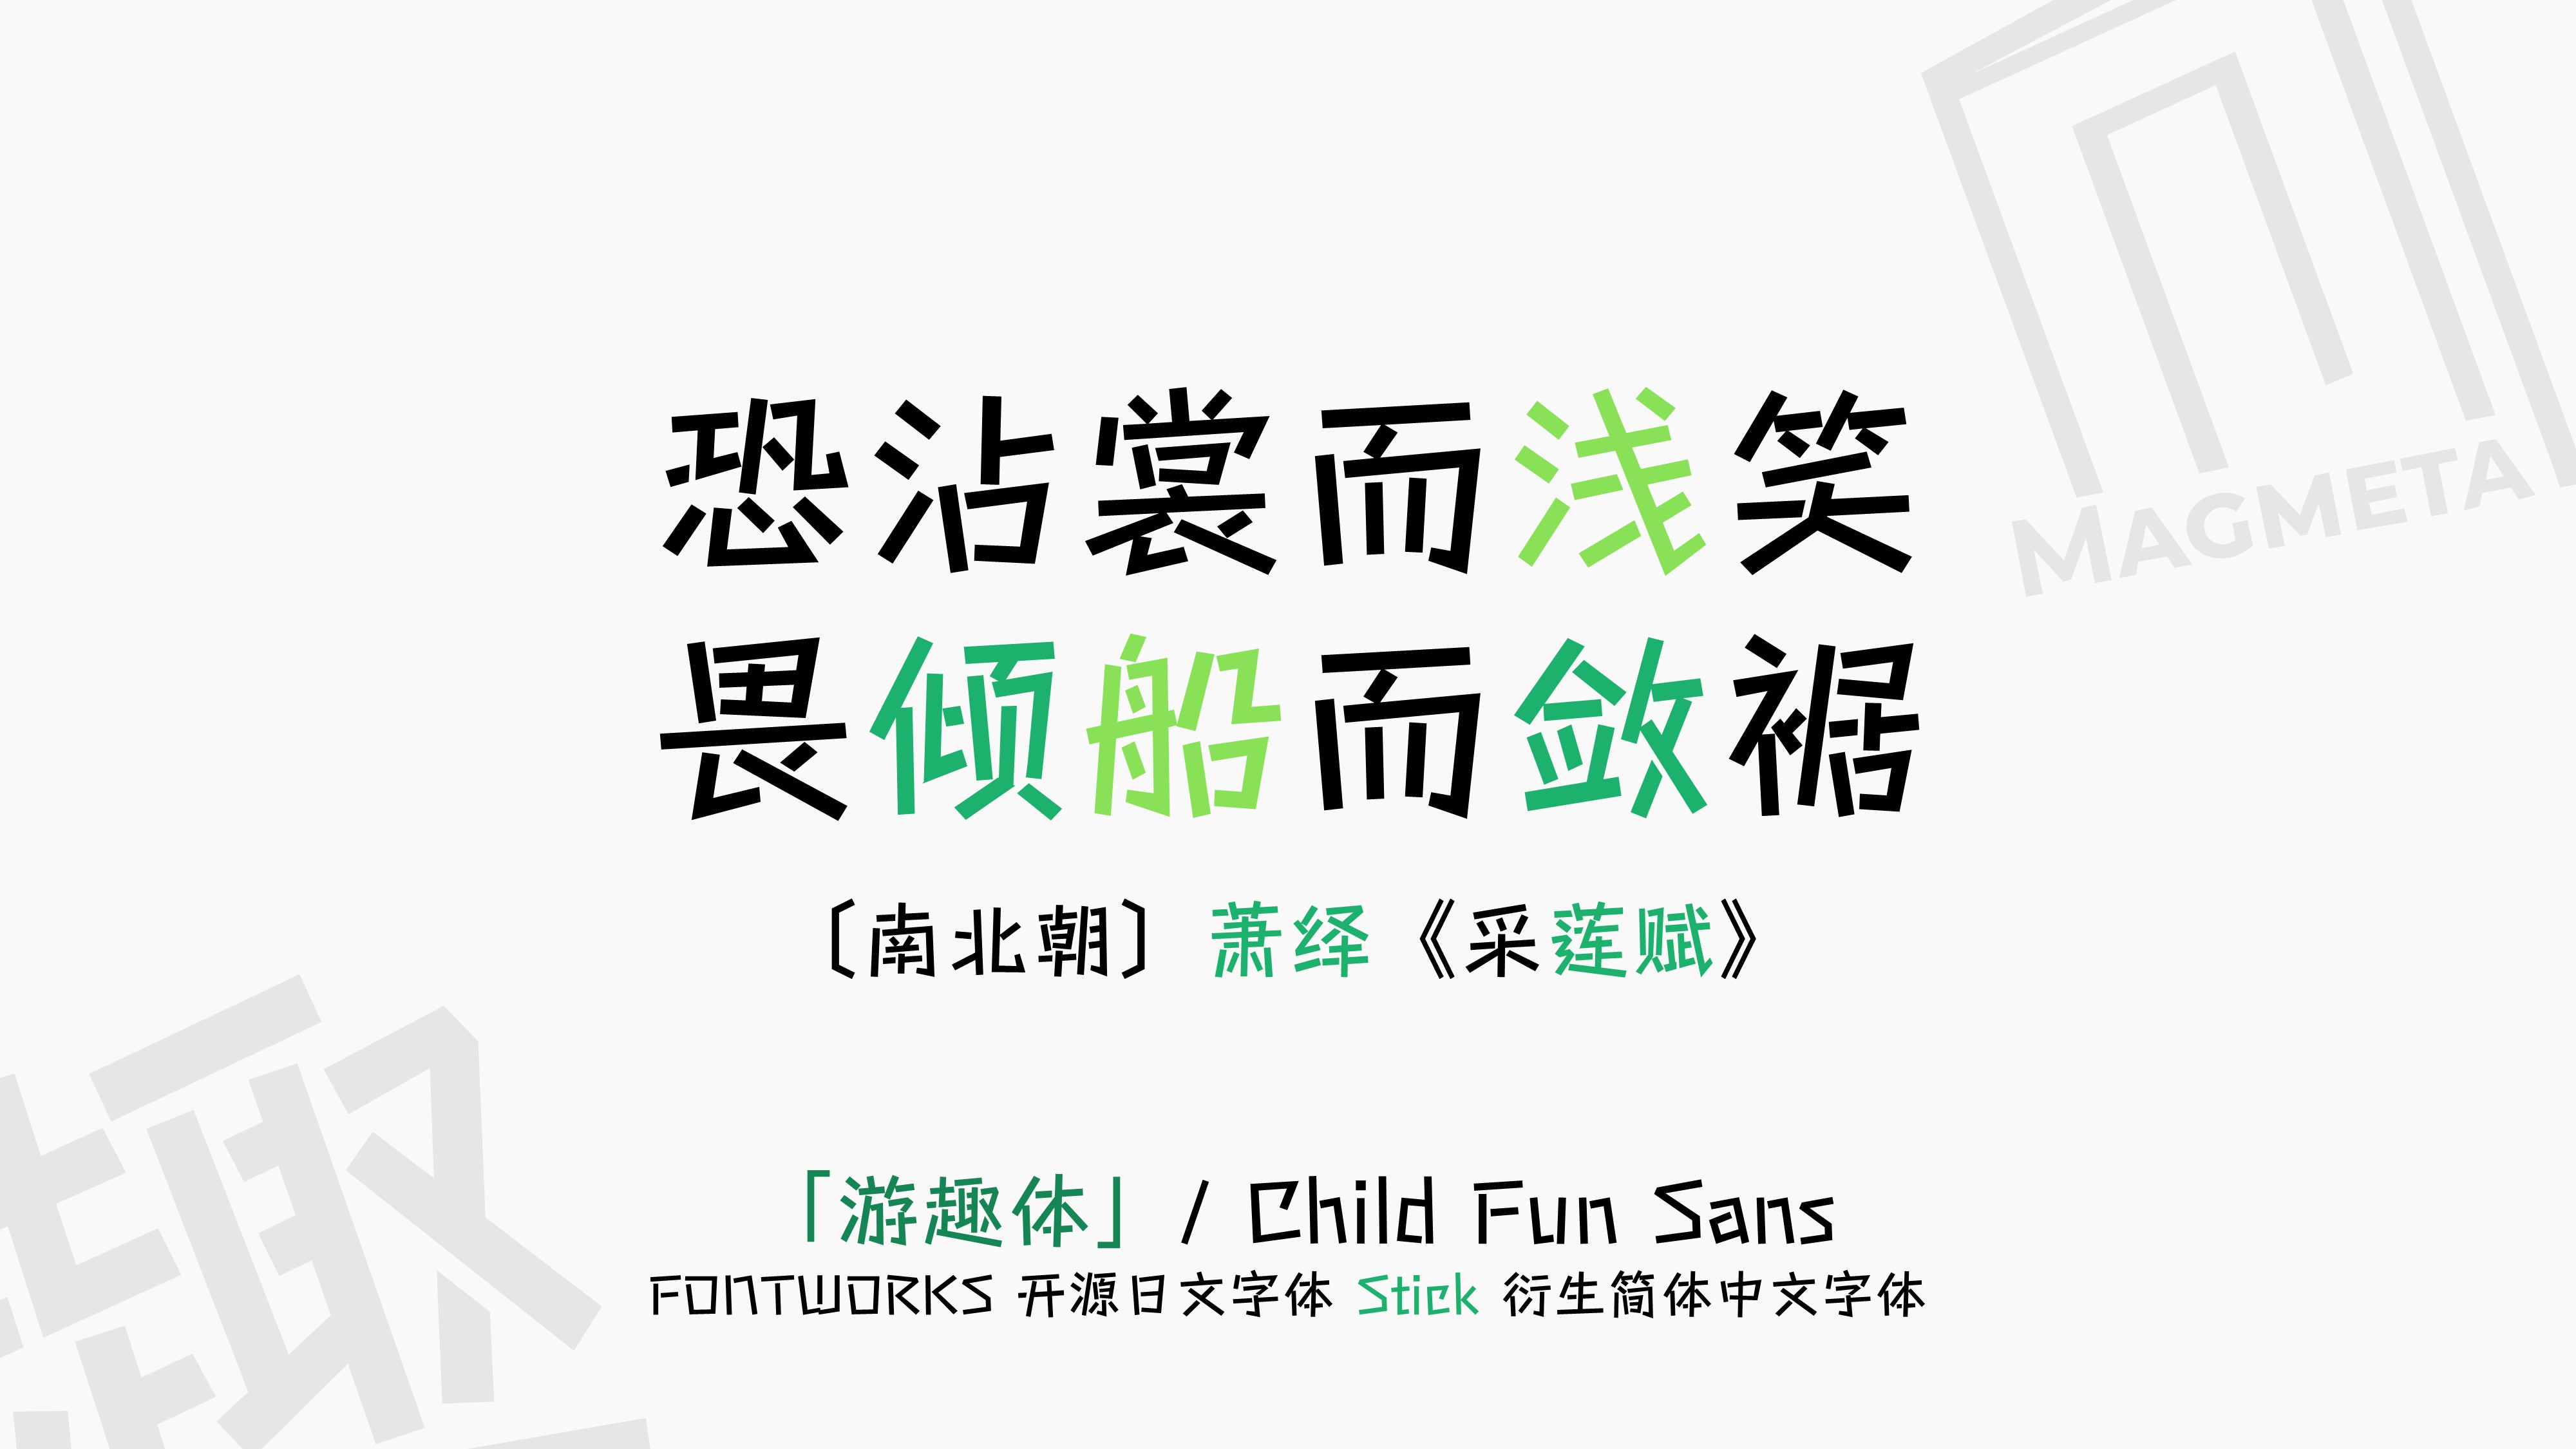 MAGMETA
恐沾裳而浅笑
畏倾船而敛裾
〔南北朝〕萧绎《采莲赋》
趣
「游趣体」 / Child Fun Sans
FONTWORKS 开源日文字体 Stick 衍生简体中文字体